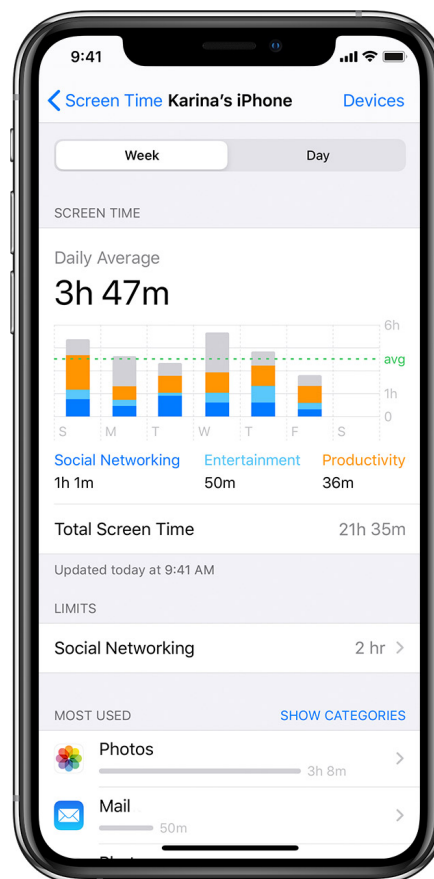 9:41
Screen Time Karina's iPhone Devices
Week Day
SCREEN TIME
Daily Average
3h 47m
6h
avg
1h
0
S M T W T F S
Social Networking Entertainment Productivity
1h 1m 50m 36m
Total Screen Time 21h 35m
Updated today at 9:41 AM
LIMITS
Social Networking 2 hr
MOST USED SHOW CATEGORIES
Photos
3h 8m
Mail
50m